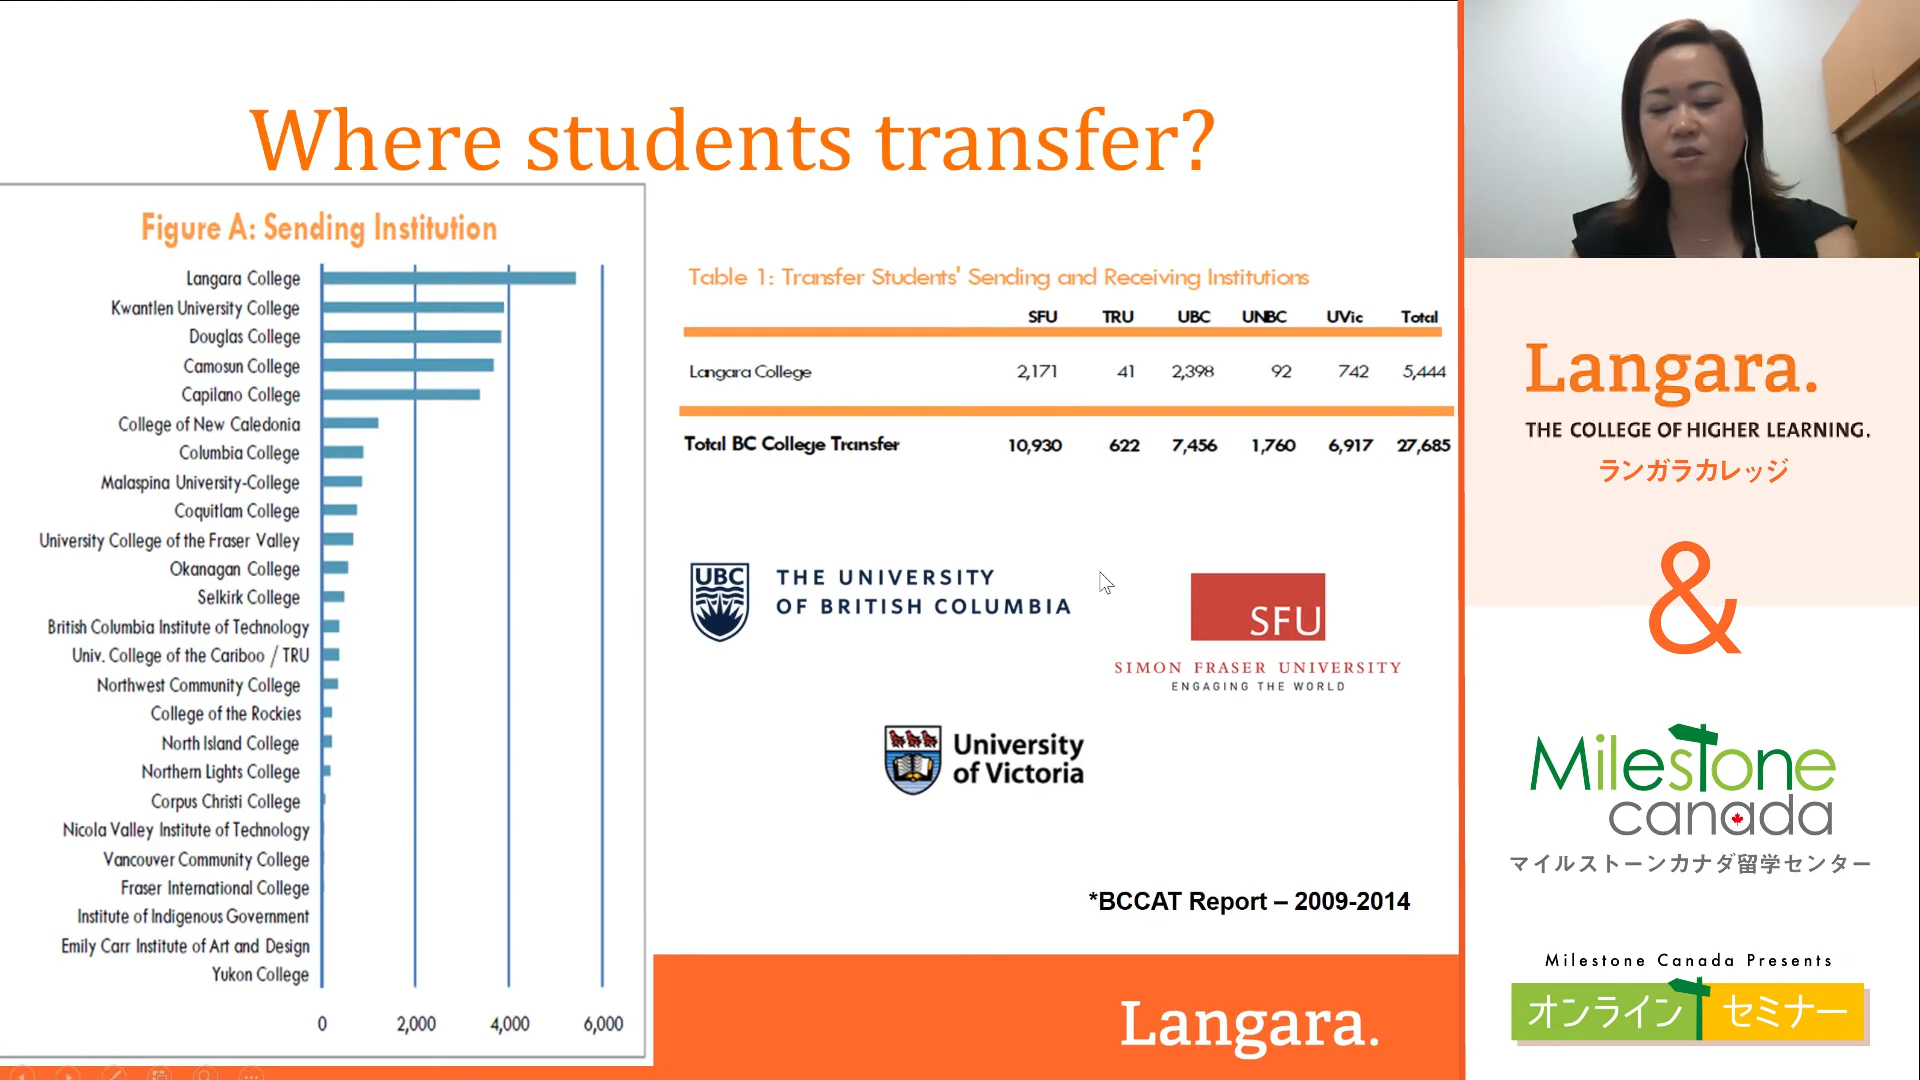 Where students transfer?
Figure A: Sending Institution
Langara College
Kwantlen University College
Douglas College
Camosun College
Capilano College
College of New Caledonia
Columbia College
Malaspina University-College
Coquitlam College
University College of the Fraser Valley
Okanagan College
Selkirk College
British Columbia Institute of Technology
Univ. College of the Cariboo / TRU
Northwest Community College
College of the Rockies
North Island College
Northern Lights College
Corpus Christi College
Nicola Valley Institute of Technology
Vancouver Community College
Fraser International College
Institute of Indigenous Government
Emily Carr Institute of Art and Design
Yukon College
0 2,000 4,000 6,000
Table 1: Transfer Students' Sending and Receiving Institutions
SFU TRU UBC UNBC UVic Total
Langara College 2,171 41 2,398 92 742 5,444
Total BC College Transfer 10,930 622 7,456 1,760 6,917 27,685
UBC
THE UNIVERSITY
OF BRITISH COLUMBIA
SFU
SIMON FRASER UNIVERSITY
ENGAGING THE WORLD
University
of Victoria
*BCCAT Report – 2009-2014
Langara.
Langara.
THE COLLEGE OF HIGHER LEARNING.
ランガラカレッジ
&
Milestone
canada
マイルストーンカナダ留学センター
Milestone Canada Presents
オンライン セミナー